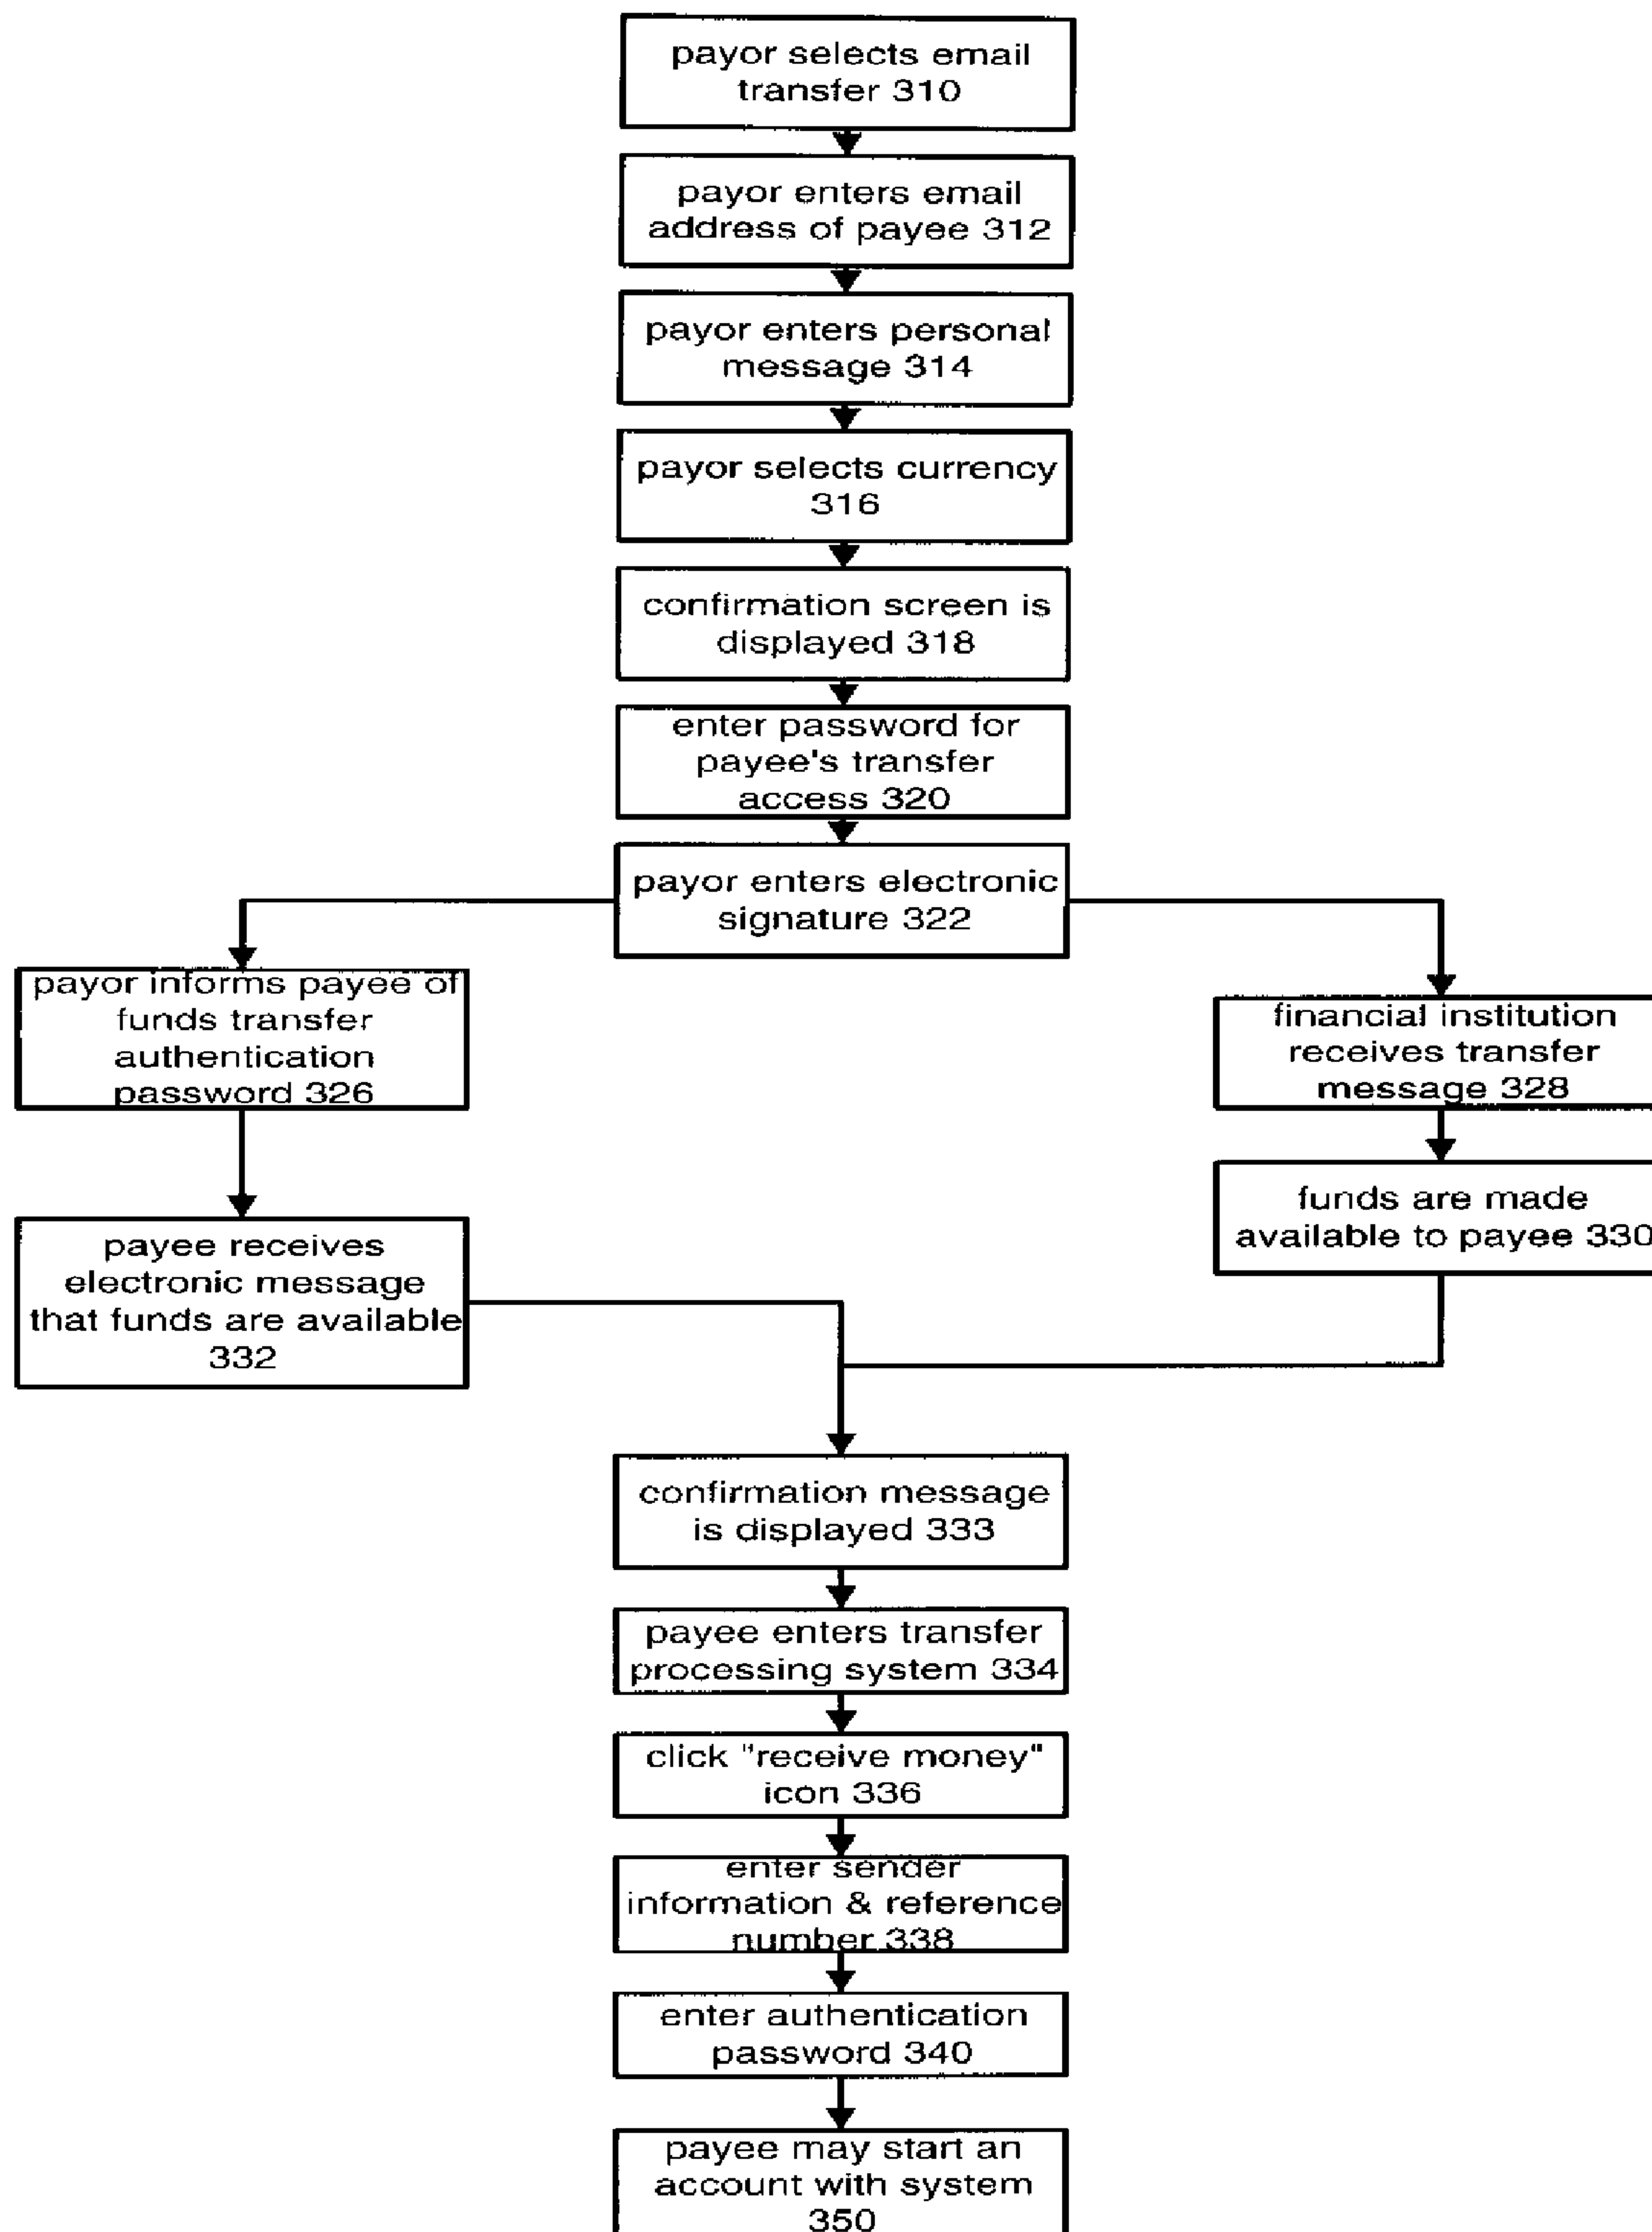 payor selects email
transfer 310
payor enters email
address of payee 312
payor enters personal
message 314
payor selects currency
316
confirmation screen is
displayed 318
enter password for
payee's transfer
access 320
payor enters electronic
signature 322
payor informs payee of
funds transfer
authentication
password 326
financial institution
receives transfer
message 328
funds are made
available to payee 330
payee receives
electronic message
that funds are available
332
confirmation message
is displayed 333
payee enters transfer
processing system 334
click "receive money"
icon 336
enter sender
information & reference
number 338
enter authentication
password 340
payee may start an
account with system
350